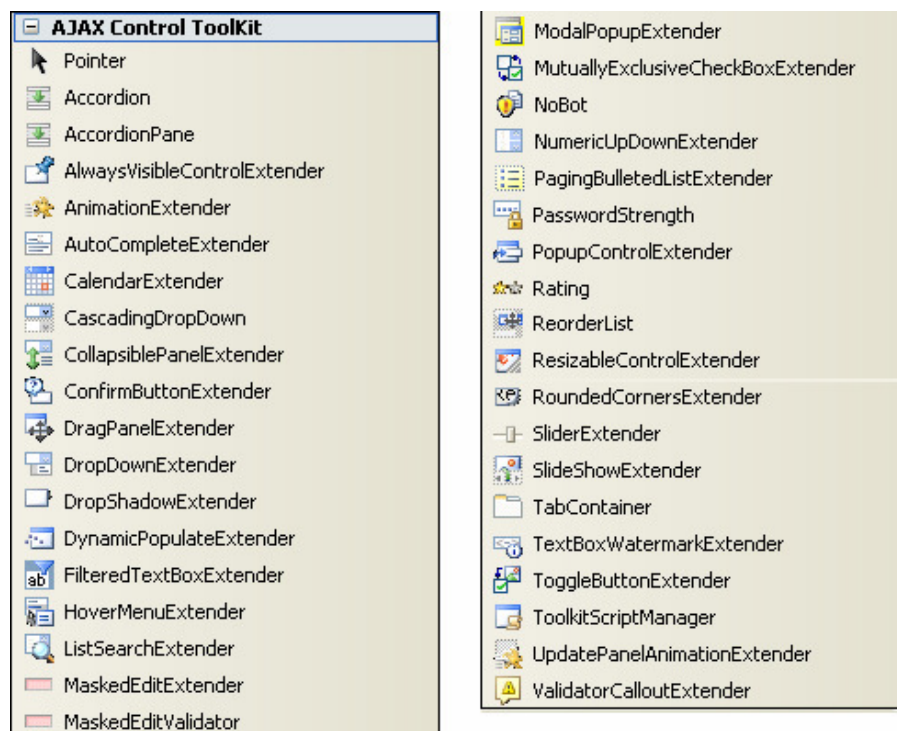 AJAX Control ToolKit
Pointer
Accordion
AccordionPane
AlwaysVisibleControlExtender
AnimationExtender
AutoCompleteExtender
CalendarExtender
CascadingDropDown
CollapsiblePanelExtender
ConfirmButtonExtender
DragPanelExtender
DropDownExtender
DropShadowExtender
DynamicPopulateExtender
FilteredTextBoxExtender
HoverMenuExtender
ListSearchExtender
MaskedEditExtender
MaskedEditValidator
ModalPopupExtender
MutuallyExclusiveCheckBoxExtender
NoBot
NumericUpDownExtender
PagingBulletedListExtender
PasswordStrength
PopupControlExtender
Rating
ReorderList
ResizableControlExtender
RoundedCornersExtender
SliderExtender
SlideShowExtender
TabContainer
TextBoxWatermarkExtender
ToggleButtonExtender
ToolkitScriptManager
UpdatePanelAnimationExtender
ValidatorCalloutExtender